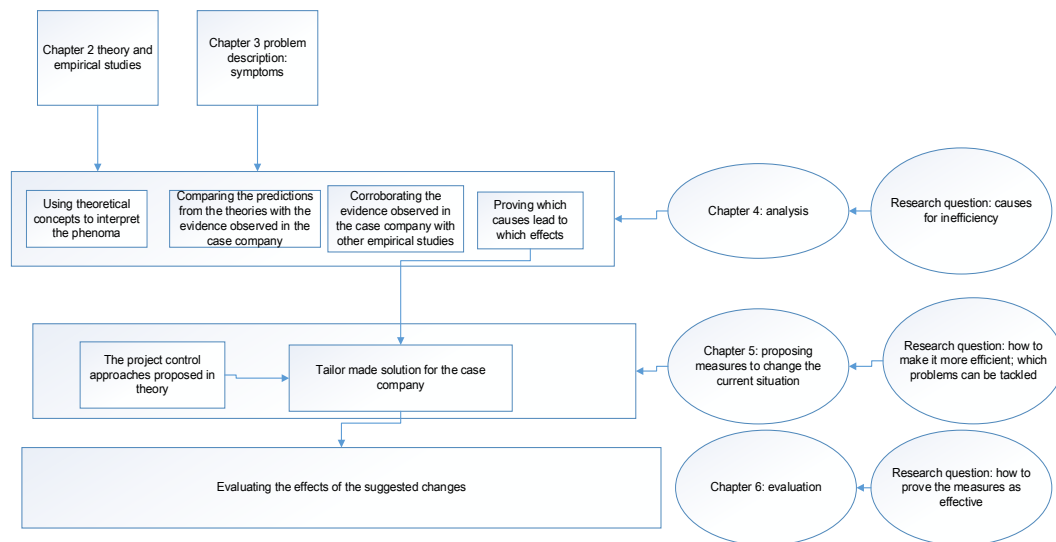 Chapter 2 theory and
empirical studies
Chapter 3 problem
description:
symptoms
Using theoretical
concepts to interpret
the phenoma
Comparing the predictions
from the theories with the
evidence observed in the
case company
Corroborating the
evidence observed in
the case company with
other empirical studies
Proving which
causes lead to
which effects
Chapter 4: analysis
Research question: causes
for inefficiency
The project control
approaches proposed in
theory
Tailor made solution for the case
company
Chapter 5: proposing
measures to change the
current situation
Research question: how to
make it more efficient; which
problems can be tackled
Evaluating the effects of the suggested changes
Chapter 6: evaluation
Research question: how to
prove the measures as
effective